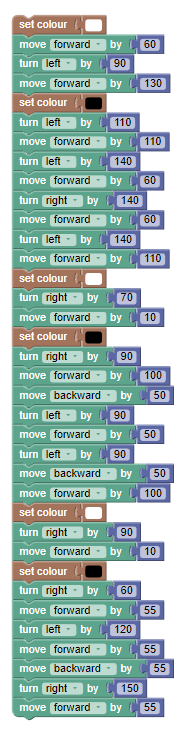 set colour
move forward by 60
turn left by 90
move forward by 130
set colour
turn left by 110
move forward by 110
turn left by 140
move forward by 60
turn right by 140
move forward by 60
turn left by 140
move forward by 110
set colour
turn right by 70
move forward by 10
set colour
turn right by 90
move forward by 100
move backward by 50
turn left by 90
move forward by 50
turn left by 90
move backward by 50
move forward by 100
set colour
turn right by 90
move forward by 10
set colour
turn right by 60
move forward by 55
turn left by 120
move forward by 55
move backward by 55
turn right by 150
move forward by 55